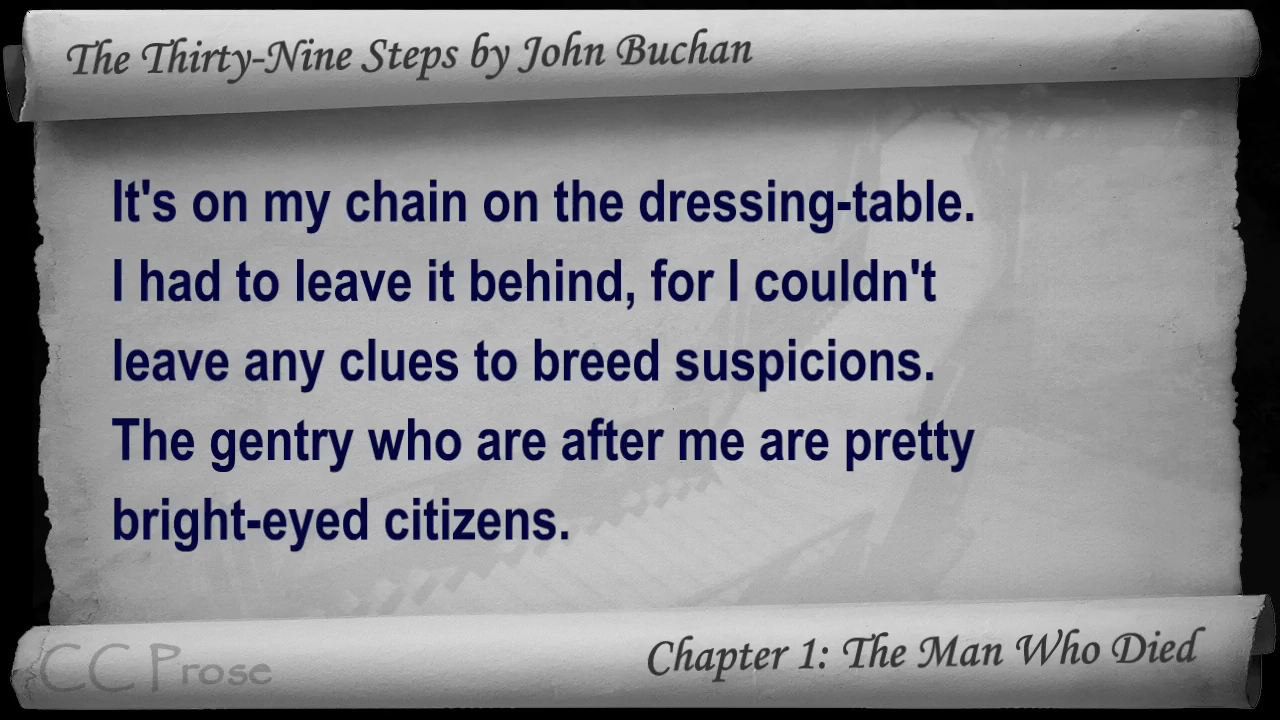 The Thirty-Nine Steps by John Buchan
It's on my chain on the dressing-table.
I had to leave it behind, for I couldn't
leave any clues to breed suspicions.
The gentry who are after me are pretty
bright-eyed citizens.
CC Prose
Chapter 1: The Man Who Died